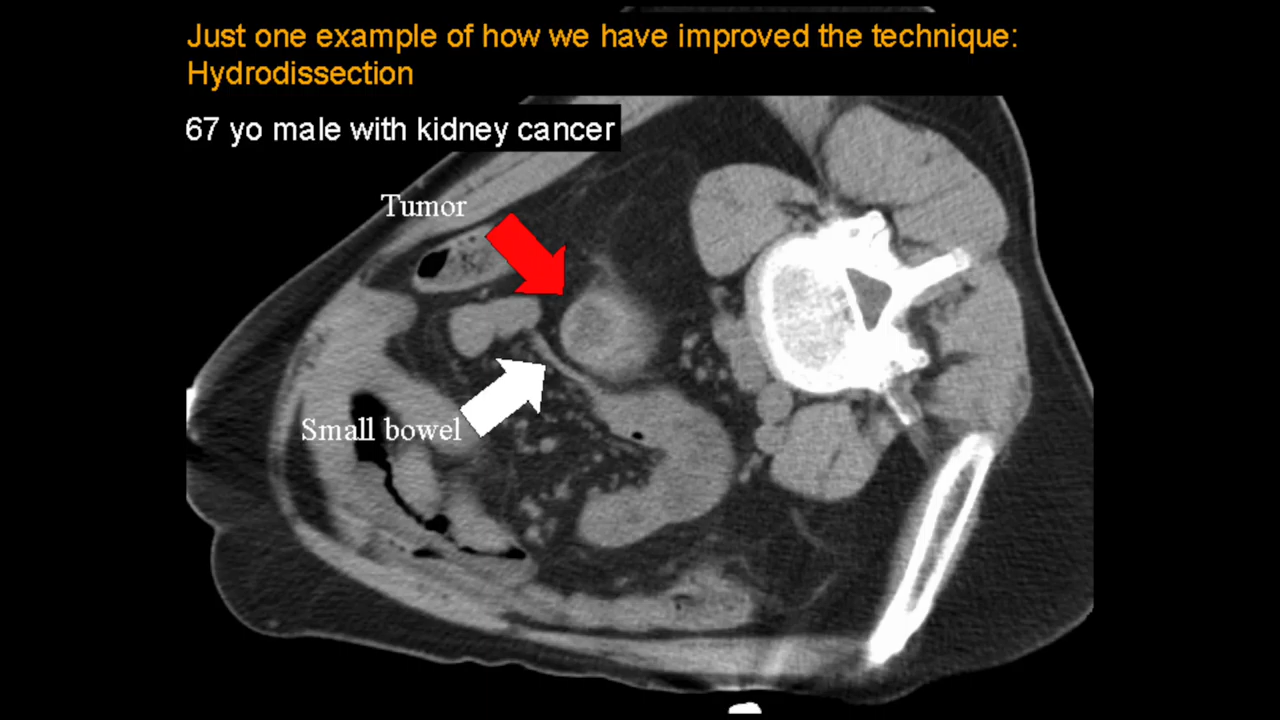 Just one example of how we have improved the technique:
Hydrodissection
67 yo male with kidney cancer
Tumor
Small bowel